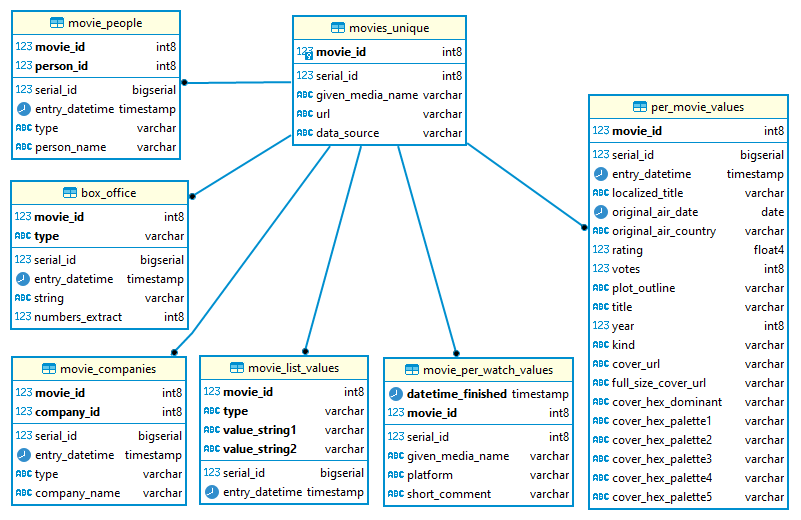 movie_people
123 movie_id int8
123 person_id int8
123 serial_id bigserial
entry_datetime timestamp
ABC type varchar
ABC person_name varchar
movies_unique
123 movie_id int8
123 serial_id int8
ABC given_media_name varchar
ABC url varchar
ABC data_source varchar
per_movie_values
123 movie_id int8
123 serial_id bigserial
entry_datetime timestamp
ABC localized_title varchar
original_air_date date
ABC original_air_country varchar
123 rating float4
123 votes int8
ABC plot_outline varchar
ABC title varchar
123 year int8
ABC kind varchar
ABC cover_url varchar
ABC full_size_cover_url varchar
ABC cover_hex_dominant varchar
ABC cover_hex_palette1 varchar
ABC cover_hex_palette2 varchar
ABC cover_hex_palette3 varchar
ABC cover_hex_palette4 varchar
ABC cover_hex_palette5 varchar
box_office
123 movie_id int8
ABC type varchar
123 serial_id bigserial
entry_datetime timestamp
ABC string varchar
123 numbers_extract int8
movie_companies
123 movie_id int8
123 company_id int8
123 serial_id bigserial
entry_datetime timestamp
ABC type varchar
ABC company_name varchar
movie_list_values
123 movie_id int8
ABC type varchar
ABC value_string1 varchar
ABC value_string2 varchar
123 serial_id bigserial
entry_datetime timestamp
movie_per_watch_values
datetime_finished timestamp
123 movie_id int8
123 serial_id int8
ABC given_media_name varchar
ABC platform varchar
ABC short_comment varchar